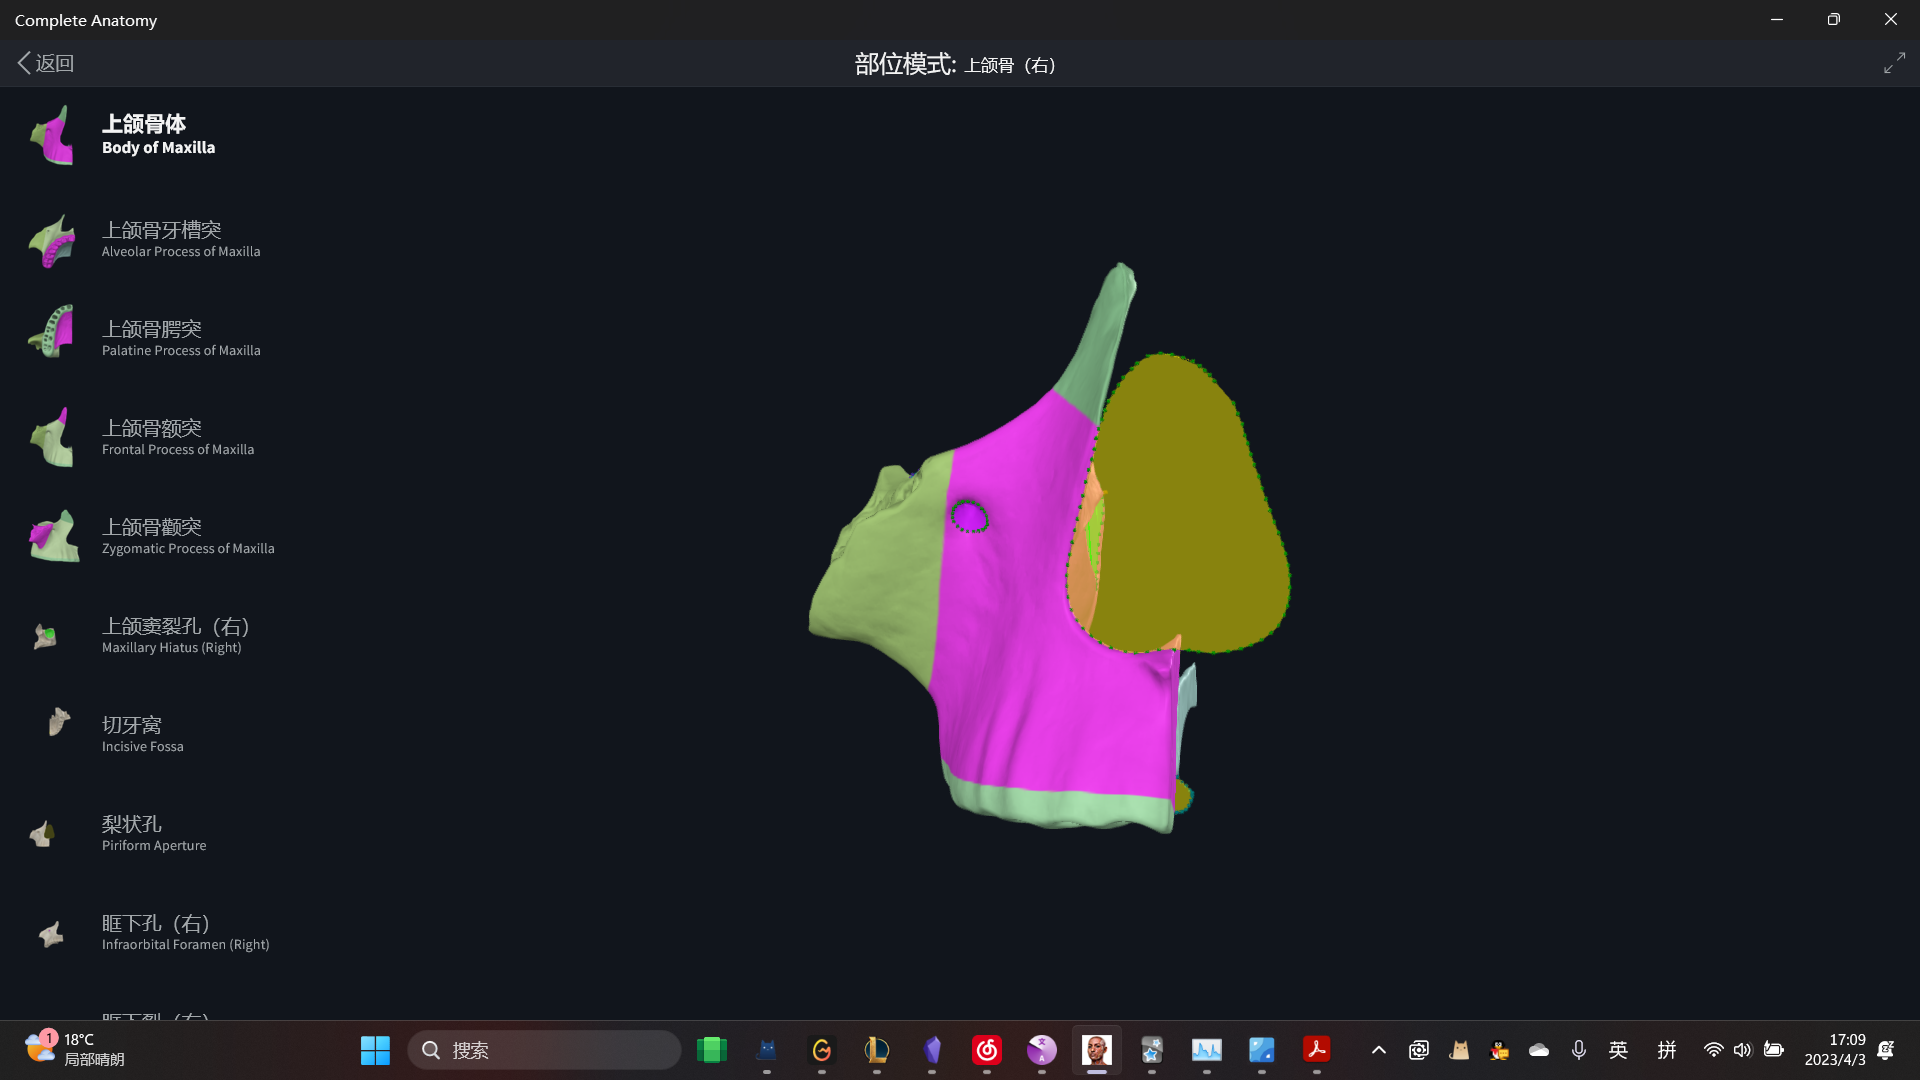 Complete Anatomy
返回
部位模式: 上颌骨（右）
上颌骨体
Body of Maxilla
上颌骨牙槽突
Alveolar Process of Maxilla
上颌骨腭突
Palatine Process of Maxilla
上颌骨额突
Frontal Process of Maxilla
上颌骨颧突
Zygomatic Process of Maxilla
上颌窦裂孔（右）
Maxillary Hiatus (Right)
切牙窝
Incisive Fossa
梨状孔
Piriform Aperture
眶下孔（右）
Infraorbital Foramen (Right)
1
18°C
局部晴朗
搜索
英
拼
17:09
2023/4/3